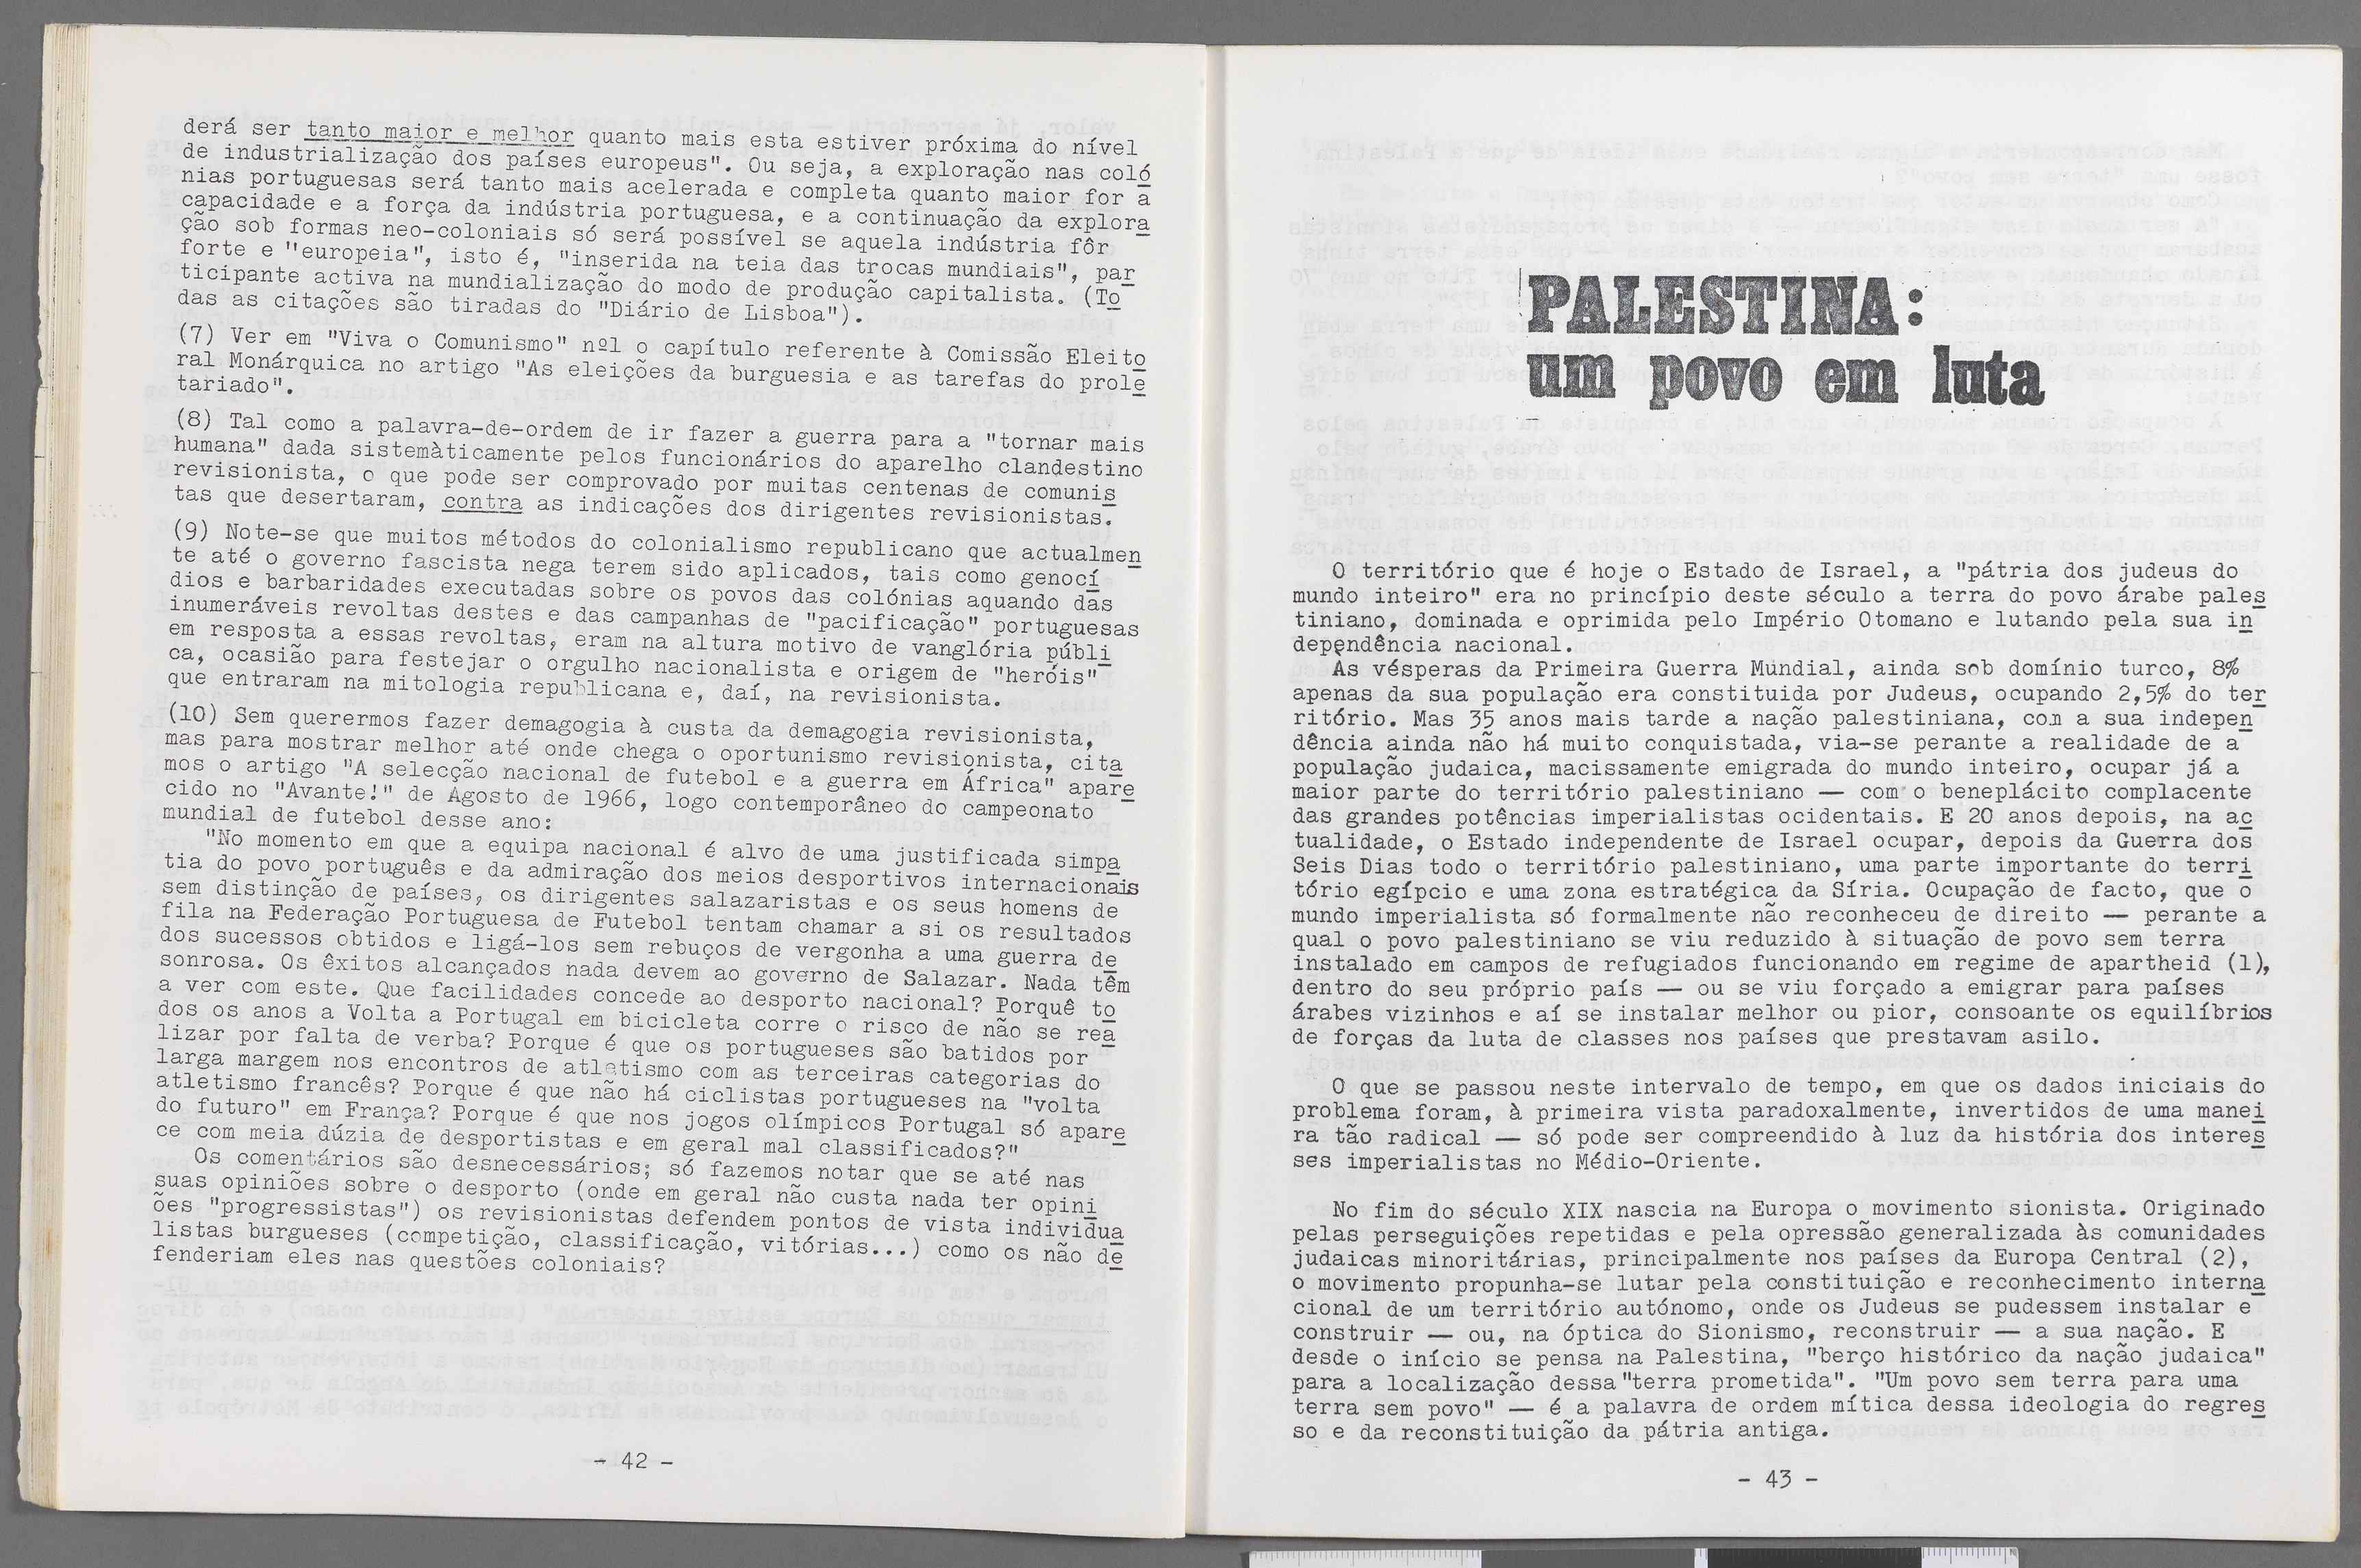 derá ser tanto maior e melhor quanto mais esta estiver próxima do nível
de industrialização dos países europeus". Ou seja, a exploração nas coló
nias portuguesas será tanto mais acelerada e completa quanto maior for a
capacidade e a força da indústria portuguesa, e a continuação da explora
ção sob formas neo-coloniais só será possível se aquela indústria fôr
forte e "europeia", isto é, "inserida na teia das trocas mundiais", par
ticipante activa na mundialização do modo de produção capitalista. (To
das as citações são tiradas do "Diário de Lisboa").
(7) Ver em "Viva o Comunismo" nº1 o capítulo referente à Comissão Eleito
ral Monárquica no artigo "As eleições da burguesia e as tarefas do prole
tariado".
(8) Tal como a palavra-de-ordem de ir fazer a guerra para a "tornar mais
humana" dada sistemàticamente pelos funcionários do aparelho clandestino
revisionista, o que pode ser comprovado por muitas centenas de comunis
tas que desertaram, contra as indicações dos dirigentes revisionistas.
(9) Note-se que muitos métodos do colonialismo republicano que actualmen
te até o governo fascista nega terem sido aplicados, tais como genocí
dios e barbaridades executadas sobre os povos das colónias aquando das
inumeráveis revoltas destes e das campanhas de "pacificação" portuguesas
em resposta a essas revoltas, eram na altura motivo de vanglória públi
ca, ocasião para festejar o orgulho nacionalista e origem de "heróis"
que entraram na mitologia republicana e, daí, na revisionista.
(10) Sem querermos fazer demagogia à custa da demagogia revisionista,
mas para mostrar melhor até onde chega o oportunismo revisionista, cita
mos o artigo "A selecção nacional de futebol e a guerra em África" apare
cido no "Avante!" de Agosto de 1966, logo contemporâneo do campeonato
mundial de futebol desse ano:
"No momento em que a equipa nacional é alvo de uma justificada simpa
tia do povo português e da admiração dos meios desportivos internacionais
sem distinção de países, os dirigentes salazaristas e os seus homens de
fila na Federação Portuguesa de Futebol tentam chamar a si os resultados
dos sucessos obtidos e ligá-los sem rebuços de vergonha a uma guerra de
sonrosa. Os êxitos alcançados nada devem ao governo de Salazar. Nada têm
a ver com este. Que facilidades concede ao desporto nacional? Porquê to
dos os anos a Volta a Portugal em bicicleta corre o risco de não se rea
lizar por falta de verba? Porque é que os portugueses são batidos por
larga margem nos encontros de atletismo com as terceiras categorias do
atletismo francês? Porque é que não há ciclistas portugueses na "volta
do futuro" em França? Porque é que nos jogos olímpicos Portugal só apare
ce com meia dúzia de desportistas e em geral mal classificados?"
Os comentários são desnecessários; só fazemos notar que se até nas
suas opiniões sobre o desporto (onde em geral não custa nada ter opini
ões "progressistas") os revisionistas defendem pontos de vista individua
listas burgueses (competição, classificação, vitórias...) como os não de
fenderiam eles nas questões coloniais?
- 42 -
PALESTINA:
um povo em luta
O território que é hoje o Estado de Israel, a "pátria dos judeus do
mundo inteiro" era no princípio deste século a terra do povo árabe pales
tiniano, dominada e oprimida pelo Império Otomano e lutando pela sua in
dependência nacional.
As vésperas da Primeira Guerra Mundial, ainda sob domínio turco, 8%
apenas da sua população era constituida por Judeus, ocupando 2,5% do ter
ritório. Mas 35 anos mais tarde a nação palestiniana, com a sua indepen
dência ainda não há muito conquistada, via-se perante a realidade de a
população judaica, macissamente emigrada do mundo inteiro, ocupar já a
maior parte do território palestiniano — com o beneplácito complacente
das grandes potências imperialistas ocidentais. E 20 anos depois, na ac
tualidade, o Estado independente de Israel ocupar, depois da Guerra dos
Seis Dias todo o território palestiniano, uma parte importante do terri
tório egípcio e uma zona estratégica da Síria. Ocupação de facto, que o
mundo imperialista só formalmente não reconheceu de direito — perante a
qual o povo palestiniano se viu reduzido à situação de povo sem terra
instalado em campos de refugiados funcionando em regime de apartheid (1),
dentro do seu próprio país — ou se viu forçado a emigrar para países
árabes vizinhos e aí se instalar melhor ou pior, consoante os equilíbrios
de forças da luta de classes nos países que prestavam asilo.
O que se passou neste intervalo de tempo, em que os dados iniciais do
problema foram, à primeira vista paradoxalmente, invertidos de uma manei
ra tão radical — só pode ser compreendido à luz da história dos interes
ses imperialistas no Médio-Oriente.
No fim do século XIX nascia na Europa o movimento sionista. Originado
pelas perseguições repetidas e pela opressão generalizada às comunidades
judaicas minoritárias, principalmente nos países da Europa Central (2),
o movimento propunha-se lutar pela constituição e reconhecimento interna
cional de um território autónomo, onde os Judeus se pudessem instalar e
construir — ou, na óptica do Sionismo, reconstruir — a sua nação. E
desde o início se pensa na Palestina, "berço histórico da nação judaica"
para a localização dessa "terra prometida". "Um povo sem terra para uma
terra sem povo" — é a palavra de ordem mítica dessa ideologia do regres
so e da reconstituição da pátria antiga.
- 43 -